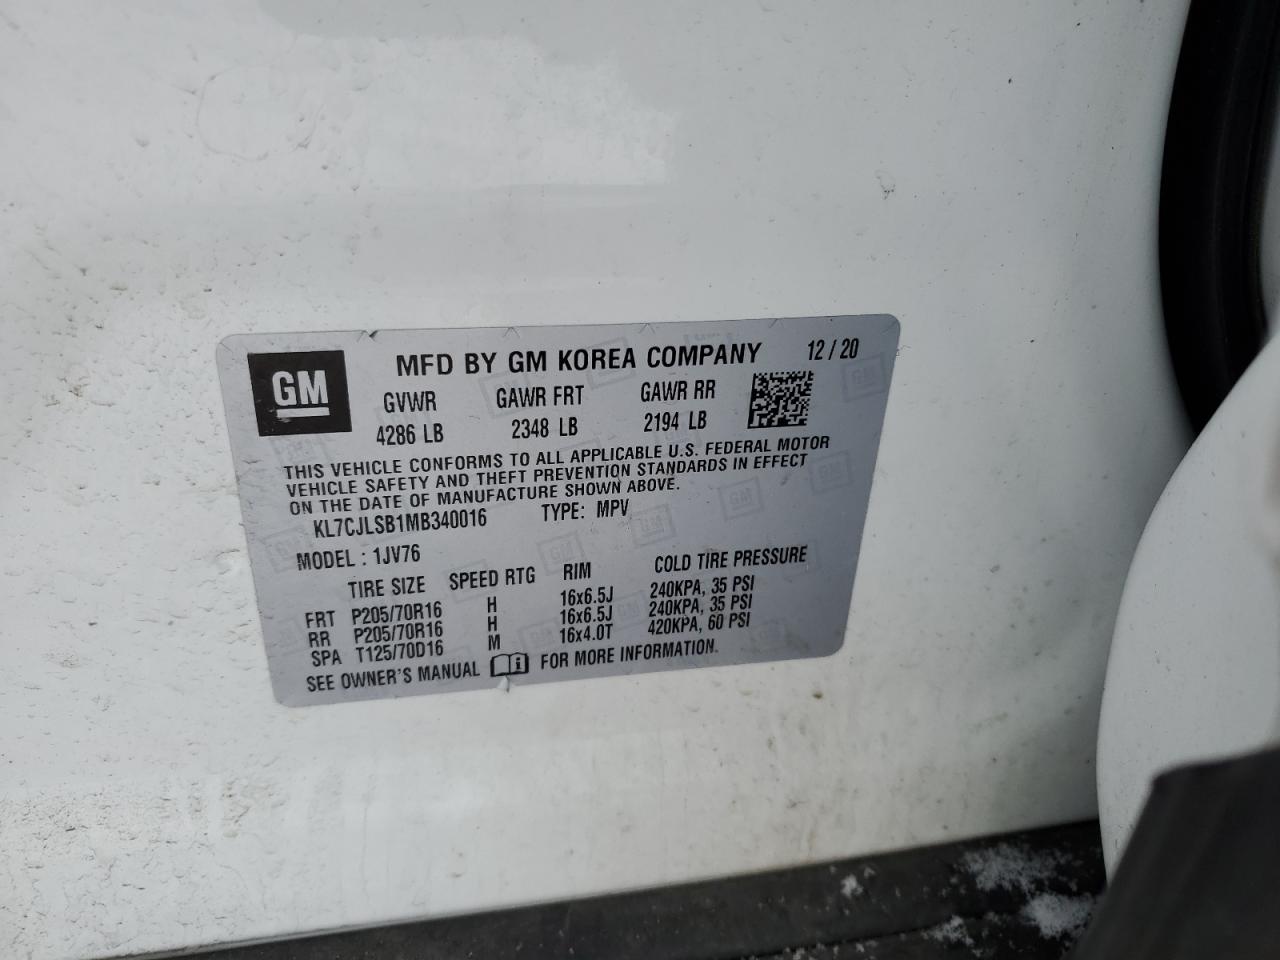 GM
MFD BY GM KOREA COMPANY 12/20
GVWR GAWR FRT GAWR RR
4286 LB 2348 LB 2194 LB
THIS VEHICLE CONFORMS TO ALL APPLICABLE U.S. FEDERAL MOTOR
VEHICLE SAFETY AND THEFT PREVENTION STANDARDS IN EFFECT
ON THE DATE OF MANUFACTURE SHOWN ABOVE.
KL7CJLSB1MB340016 TYPE: MPV
MODEL : 1JV76
TIRE SIZE SPEED RTG RIM COLD TIRE PRESSURE
FRT P205/70R16 H 16x6.5J 240KPA, 35 PSI
RR P205/70R16 H 16x6.5J 240KPA, 35 PSI
SPA T125/70D16 M 16x4.0T 420KPA, 60 PSI
SEE OWNER'S MANUAL FOR MORE INFORMATION.